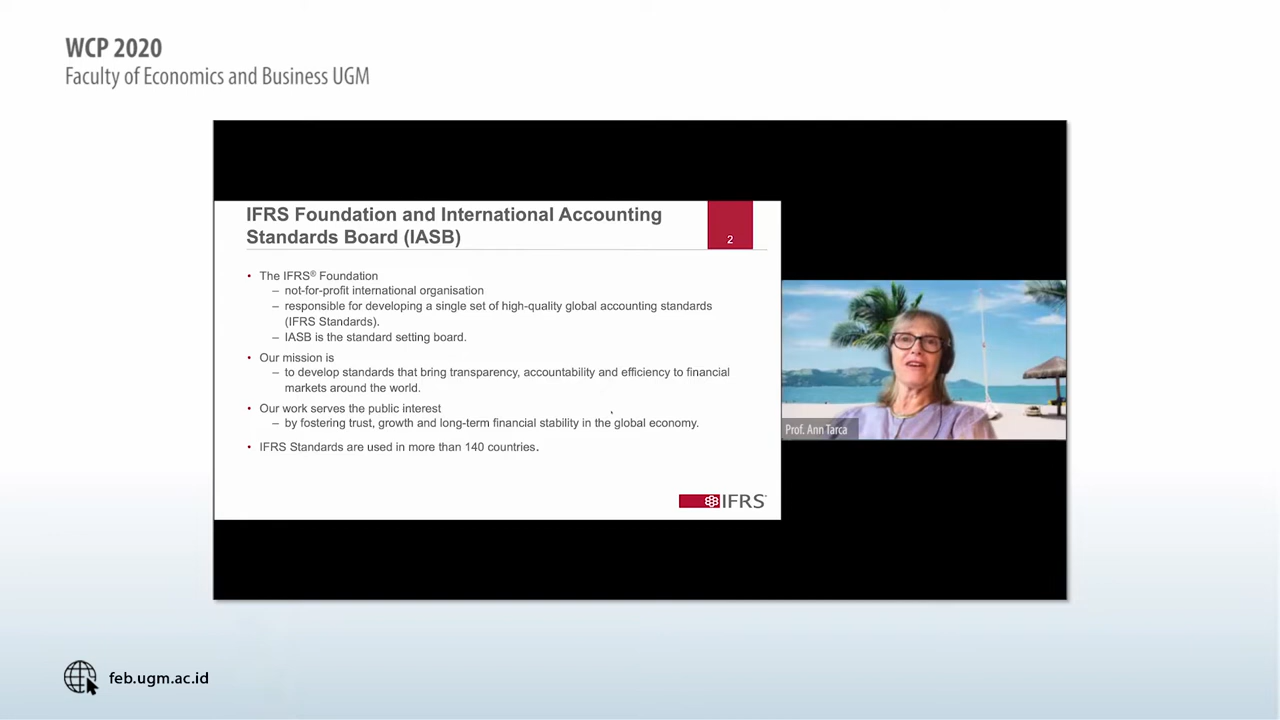 WCP 2020
Faculty of Economics and Business UGM
IFRS Foundation and International Accounting
Standards Board (IASB)
2
• The IFRS® Foundation
– not-for-profit international organisation
– responsible for developing a single set of high-quality global accounting standards
(IFRS Standards).
– IASB is the standard setting board.
• Our mission is
– to develop standards that bring transparency, accountability and efficiency to financial
markets around the world.
• Our work serves the public interest
– by fostering trust, growth and long-term financial stability in the global economy.
• IFRS Standards are used in more than 140 countries.
IFRS
Prof. Ann Tarca
feb.ugm.ac.id